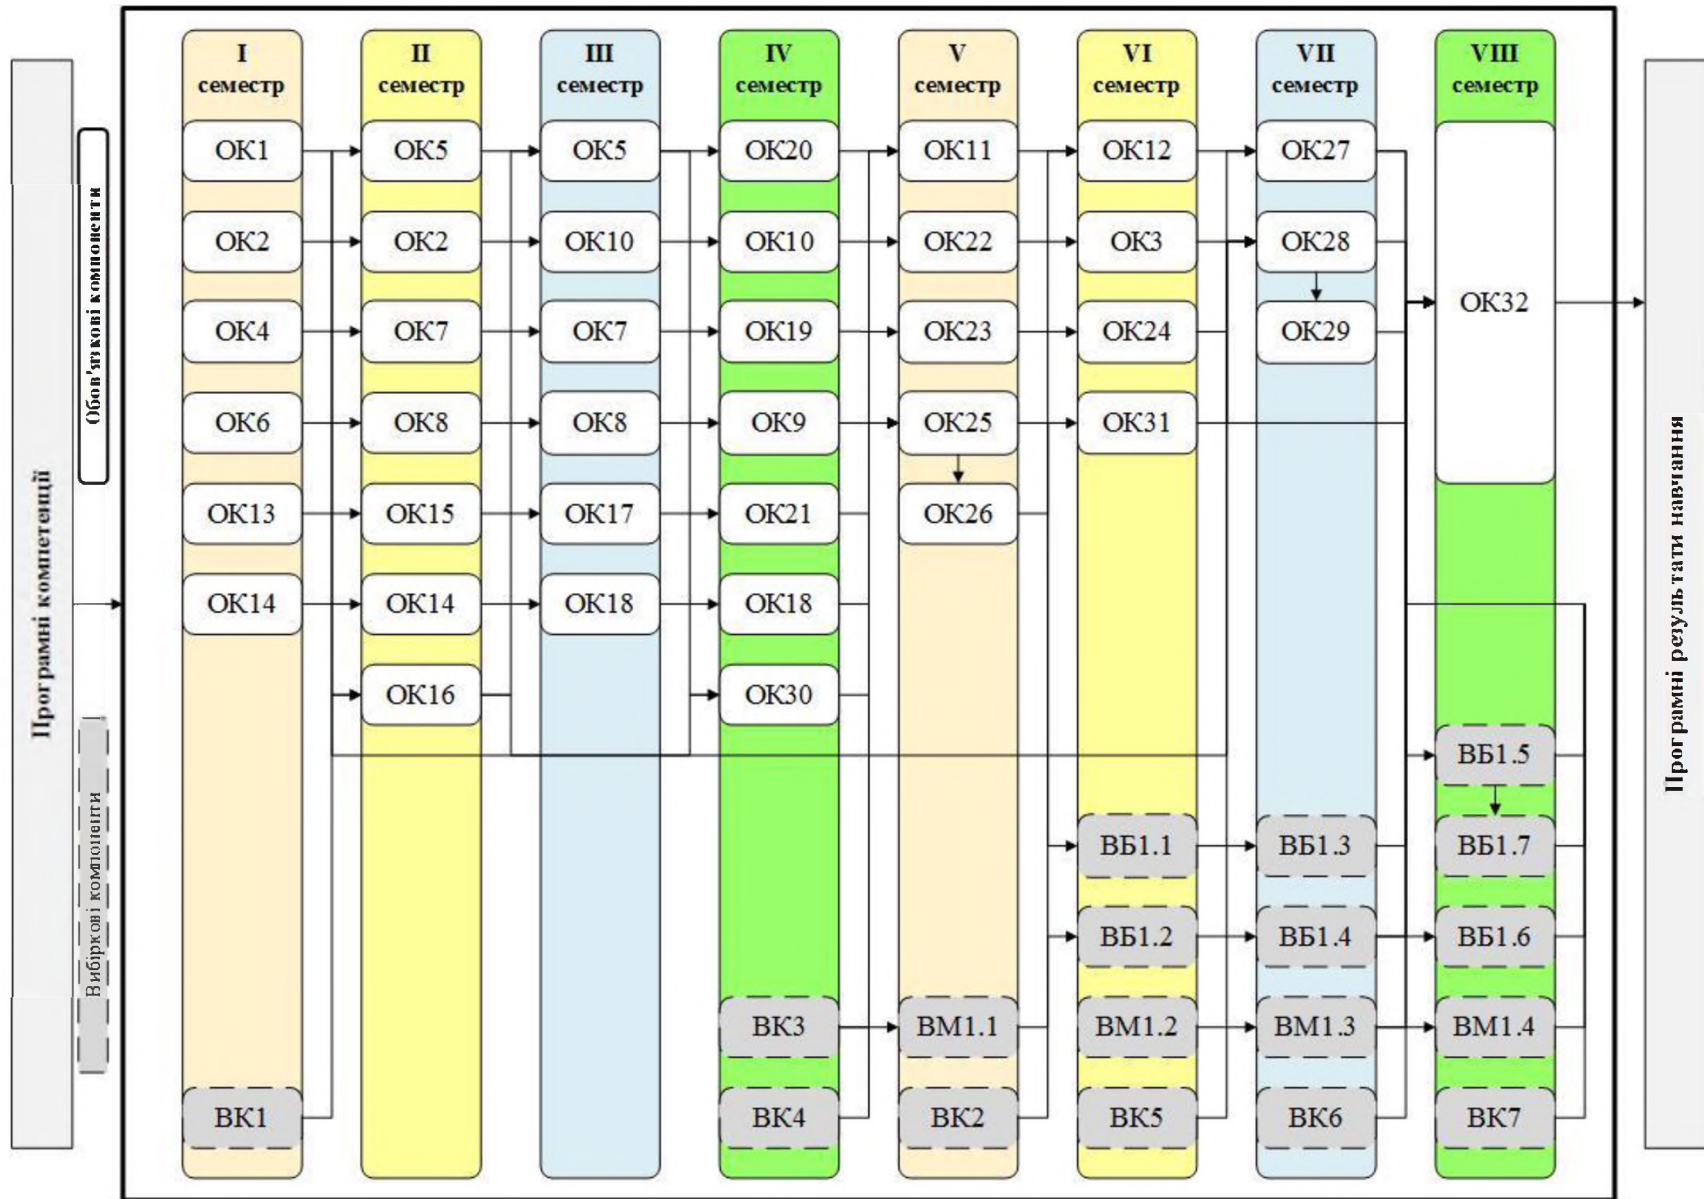 Програмні компетенції
Обов'язкові компоненти
Вибіркові компоненти
I
семестр
ОК1
ОК2
ОК4
ОК6
ОК13
ОК14
ВК1
II
семестр
ОК5
ОК2
ОК7
ОК8
ОК15
ОК14
ОК16
III
семестр
ОК5
ОК10
ОК7
ОК8
ОК17
ОК18
IV
семестр
ОК20
ОК10
ОК19
ОК9
ОК21
ОК18
ОК30
ВК3
ВК4
V
семестр
ОК11
ОК22
ОК23
ОК25
ОК26
ВМ1.1
ВК2
VI
семестр
ОК12
ОК3
ОК24
ОК31
ВБ1.1
ВБ1.2
ВМ1.2
ВК5
VII
семестр
ОК27
ОК28
ОК29
ВБ1.3
ВБ1.4
ВМ1.3
ВК6
VIII
семестр
ОК32
ВБ1.5
ВБ1.7
ВБ1.6
ВМ1.4
ВК7
Програмні результати навчання